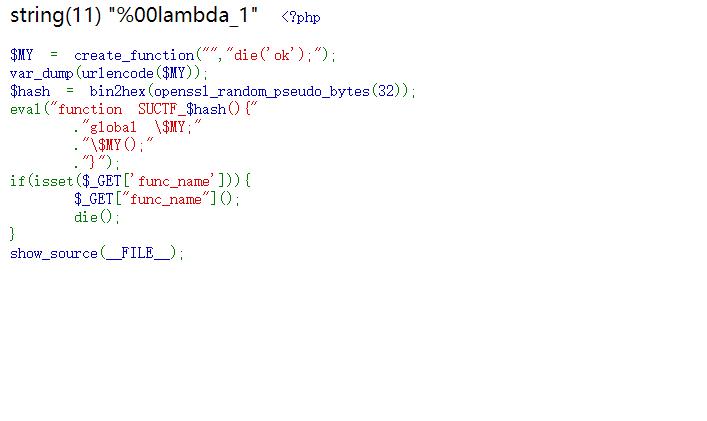 string(11) "%00lambda_1" <?php
$MY = create_function("","die('ok');");
var_dump(urlencode($MY));
$hash = bin2hex(openssl_random_pseudo_bytes(32));
eval("function SUCTF_$hash(){"
."global \$MY;"
."\$MY();"
."}");
if(isset($_GET['func_name'])){
$_GET["func_name"]();
die();
}
show_source(__FILE__);